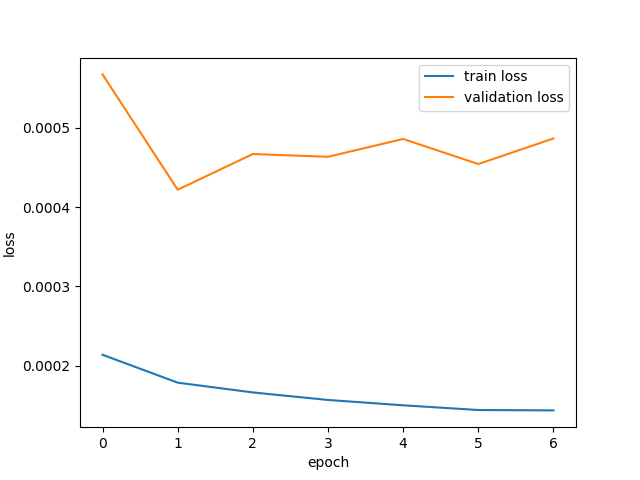 train loss
validation loss
0.0005
0.0004
0.0003
0.0002
loss
0 1 2 3 4 5 6
epoch